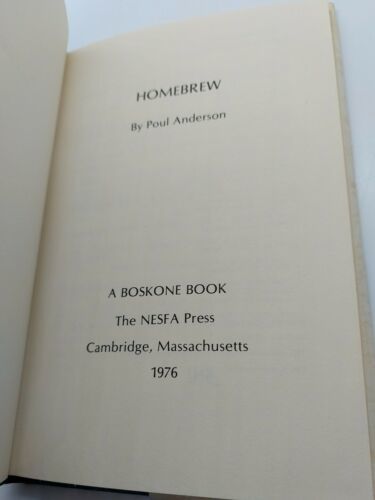 HOMEBREW
By Poul Anderson
A BOSKONE BOOK
The NESFA Press
Cambridge, Massachusetts
1976